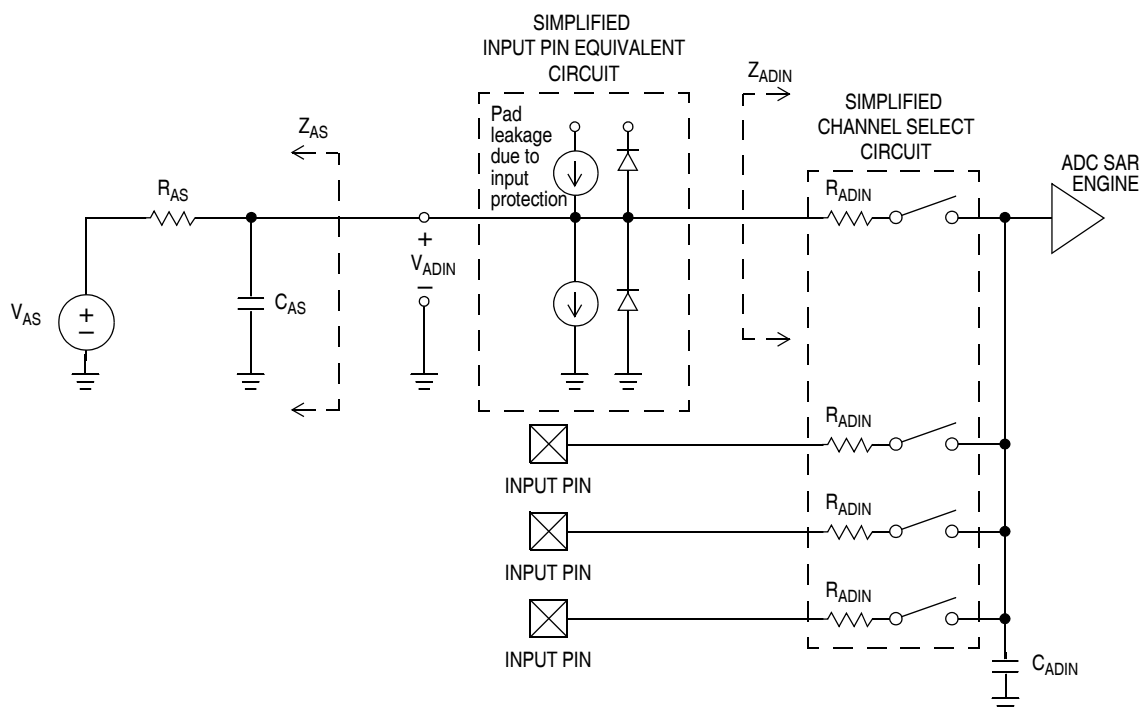 SIMPLIFIED
INPUT PIN EQUIVALENT
CIRCUIT
Z_ADIN
SIMPLIFIED
CHANNEL SELECT
CIRCUIT
Pad
leakage
due to
input
protection
Z_AS
R_AS
R_ADIN
ADC SAR
ENGINE
+
V_ADIN
−
V_AS
+
−
C_AS
R_ADIN
INPUT PIN
R_ADIN
INPUT PIN
R_ADIN
INPUT PIN
C_ADIN